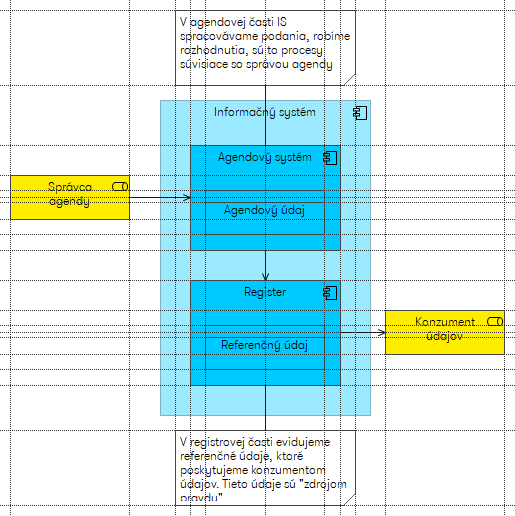 V agendovej časti IS
spracovávame podania, robíme
rozhodnutia, sú to procesy
súvisiace so správou agendy
Informačný systém
Agendový systém
Správca
agendy
Agendový údaj
Register
Konzument
údajov
Referenčný údaj
V registrovej časti evidujeme
referenčné údaje, ktoré
poskytujeme konzumentom
údajov. Tieto údaje sú "zdrojom
pravdu"